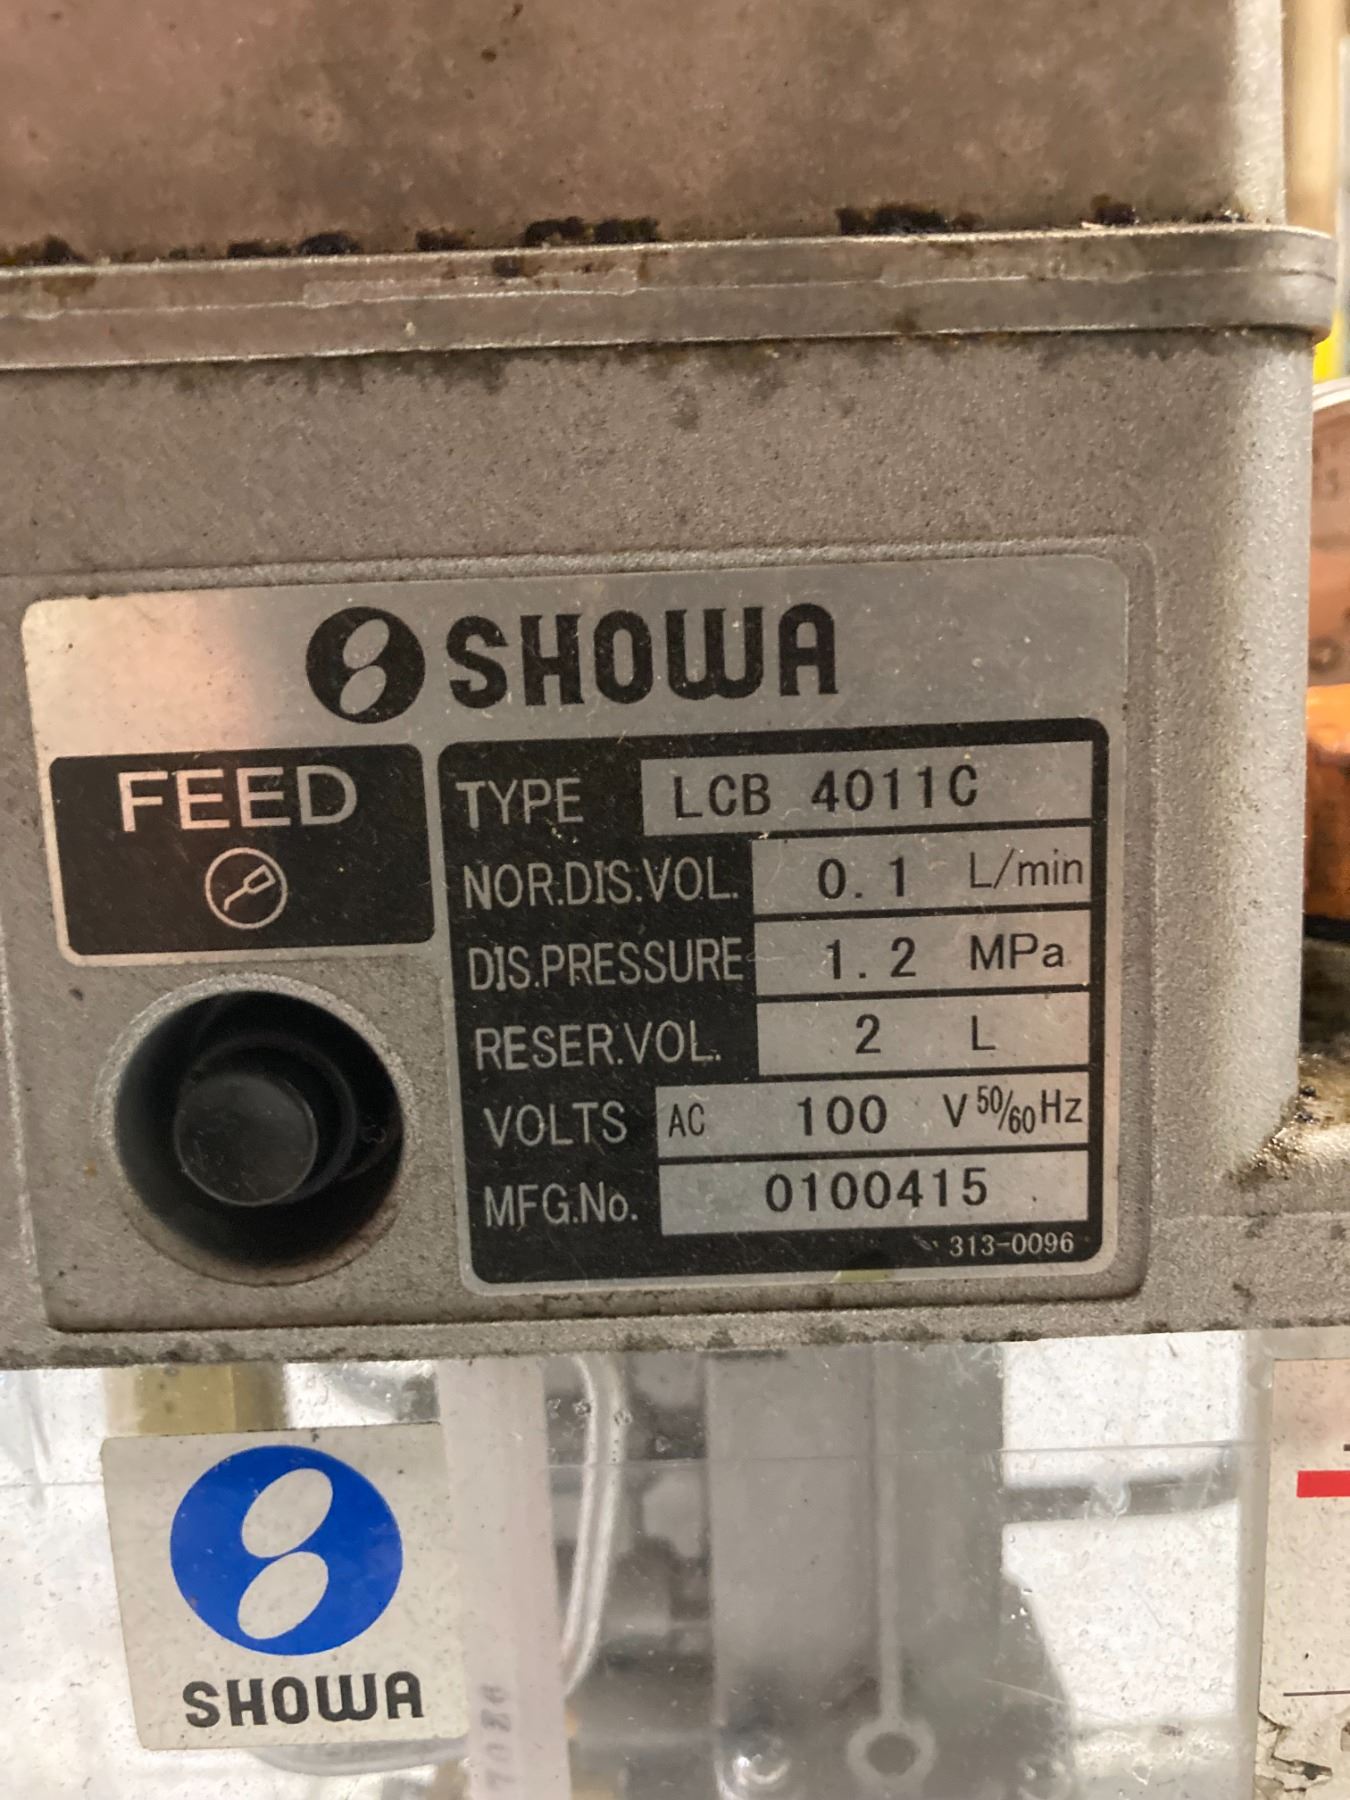 SHOWA
FEED
TYPE LCB 4011C
NOR.DIS.VOL. 0.1 L/min
DIS.PRESSURE 1.2 MPa
RESER.VOL. 2 L
VOLTS AC 100 V 50/60 Hz
MFG.No. 0100415
313-0096
SHOWA